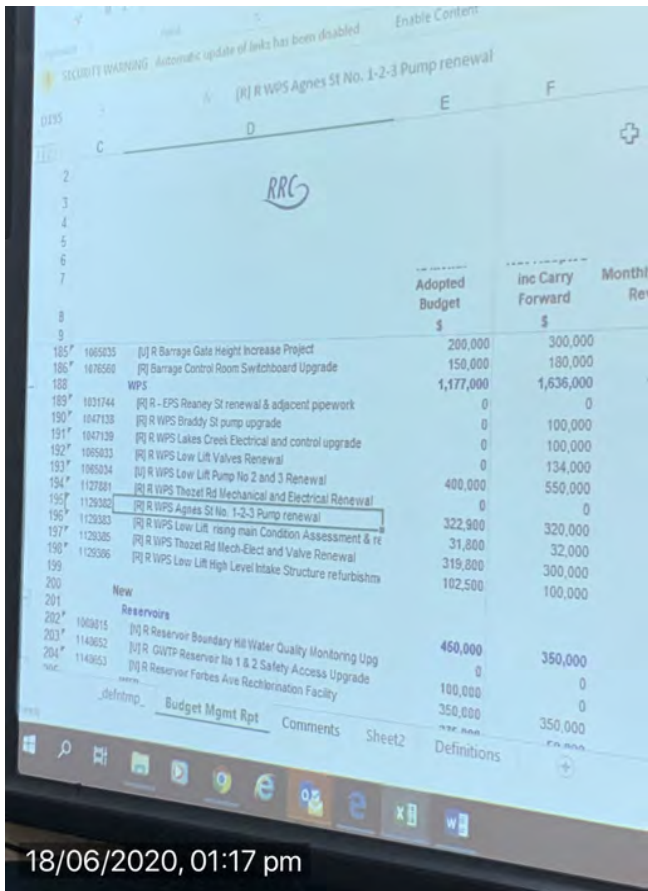 SECURITY WARNING Automatic update of links has been disabled Enable Content
D195 [R] R WPS Agnes St No. 1-2-3 Pump renewal
C D E F
2
3 RRC
4
5
6
7 Adopted inc Carry Monthl
Budget Forward Re
8 $ $
9
185 1065035 [U] R Barrage Gate Height Increase Project 200,000 300,000
186 1076560 [R] Barrage Control Room Switchboard Upgrade 150,000 180,000
188 WPS 1,177,000 1,636,000
189 1031744 [R] R - EPS Reaney St renewal & adjacent pipework 0 0
190 1047138 [R] R WPS Braddy St pump upgrade 0 100,000
191 1047139 [R] R WPS Lakes Creek Electrical and control upgrade 0 100,000
192 1065033 [R] R WPS Low Lift Valves Renewal 0 134,000
193 1065034 [U] R WPS Low Lift Pump No 2 and 3 Renewal 400,000 550,000
194 1127881 [R] R WPS Thozet Rd Mechanical and Electrical Renewal 0 0
195 1129382 [R] R WPS Agnes St No. 1-2-3 Pump renewal 322,900 320,000
196 1129383 [R] R WPS Low Lift rising main Condition Assessment & re 31,800 32,000
197 1129385 [R] R WPS Thozet Rd Mech-Elect and Valve Renewal 319,800 300,000
198 1129386 [R] R WPS Low Lift High Level Intake Structure refurbishme 102,500 100,000
199
200 New
201 Reservoirs 450,000 350,000
202 1069815 [N] R Reservoir Boundary Hill Water Quality Monitoring Upg 0 0
203 1140652 [U] R GWTP Reservoir No 1 & 2 Safety Access Upgrade 100,000 0
204 1140653 [N] R Reservoir Forbes Ave Rechlorination Facility 350,000 350,000
_defntmp_ Budget Mgmt Rpt Comments Sheet2 Definitions
18/06/2020, 01:17 pm